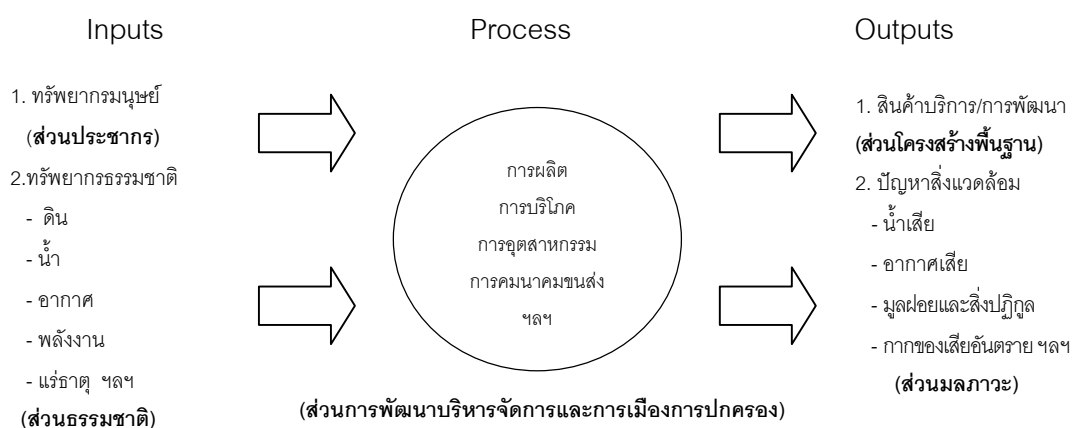 Inputs
1. ทรัพยากรมนุษย์
(ส่วนประชากร)
2.ทรัพยากรธรรมชาติ
- ดิน
- น้ำ
- อากาศ
- พลังงาน
- แร่ธาตุ ฯลฯ
(ส่วนธรรมชาติ)
Process
การผลิต
การบริโภค
การอุตสาหกรรม
การคมนาคมขนส่ง
ฯลฯ
(ส่วนการพัฒนาบริหารจัดการและการเมืองการปกครอง)
Outputs
1. สินค้าบริการ/การพัฒนา
(ส่วนโครงสร้างพื้นฐาน)
2. ปัญหาสิ่งแวดล้อม
- น้ำเสีย
- อากาศเสีย
- มูลฝอยและสิ่งปฏิกูล
- กากของเสียอันตราย ฯลฯ
(ส่วนมลภาวะ)